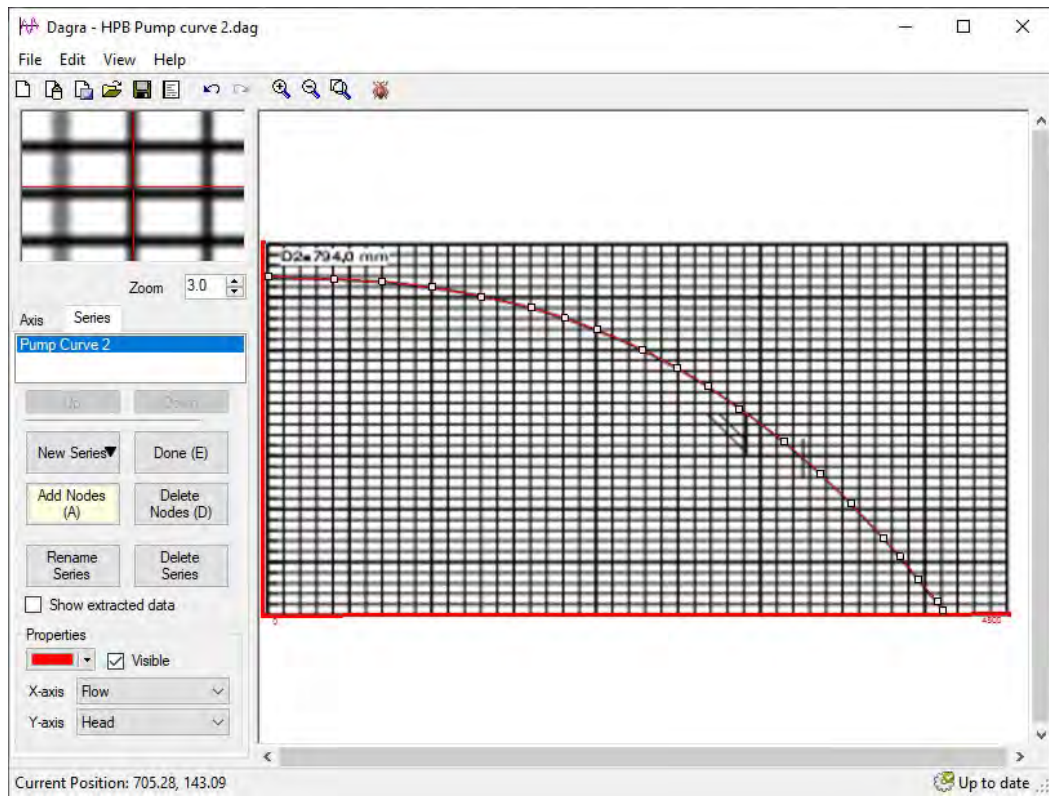 Dagra - HPB Pump curve 2.dag
File Edit View Help
Zoom 3.0
Axis Series
Pump Curve 2
Up Down
New Series Done (E)
Add Nodes (A) Delete Nodes (D)
Rename Series Delete Series
Show extracted data
Properties
Visible
X-axis Flow
Y-axis Head
D2=794,0 mm
0 4500
Current Position: 705.28, 143.09 Up to date